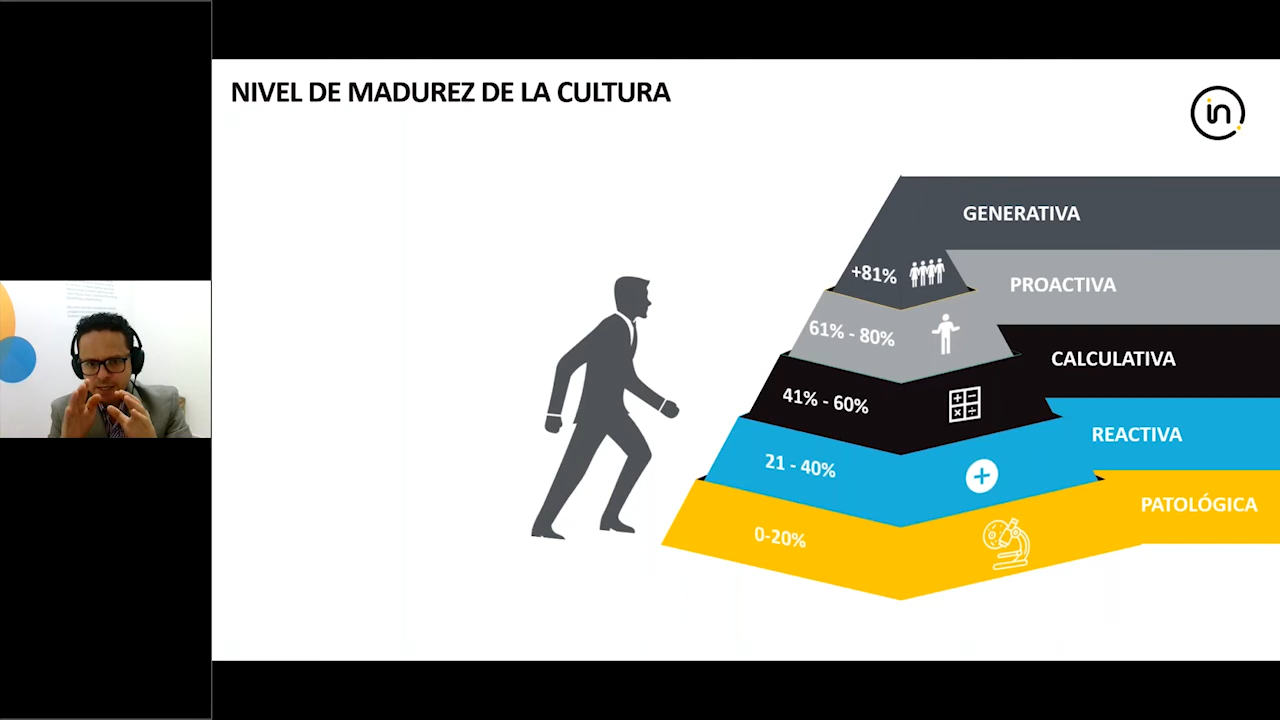 NIVEL DE MADUREZ DE LA CULTURA
in
GENERATIVA
+81%
PROACTIVA
61% - 80%
CALCULATIVA
41% - 60%
REACTIVA
21 - 40%
PATOLÓGICA
0-20%